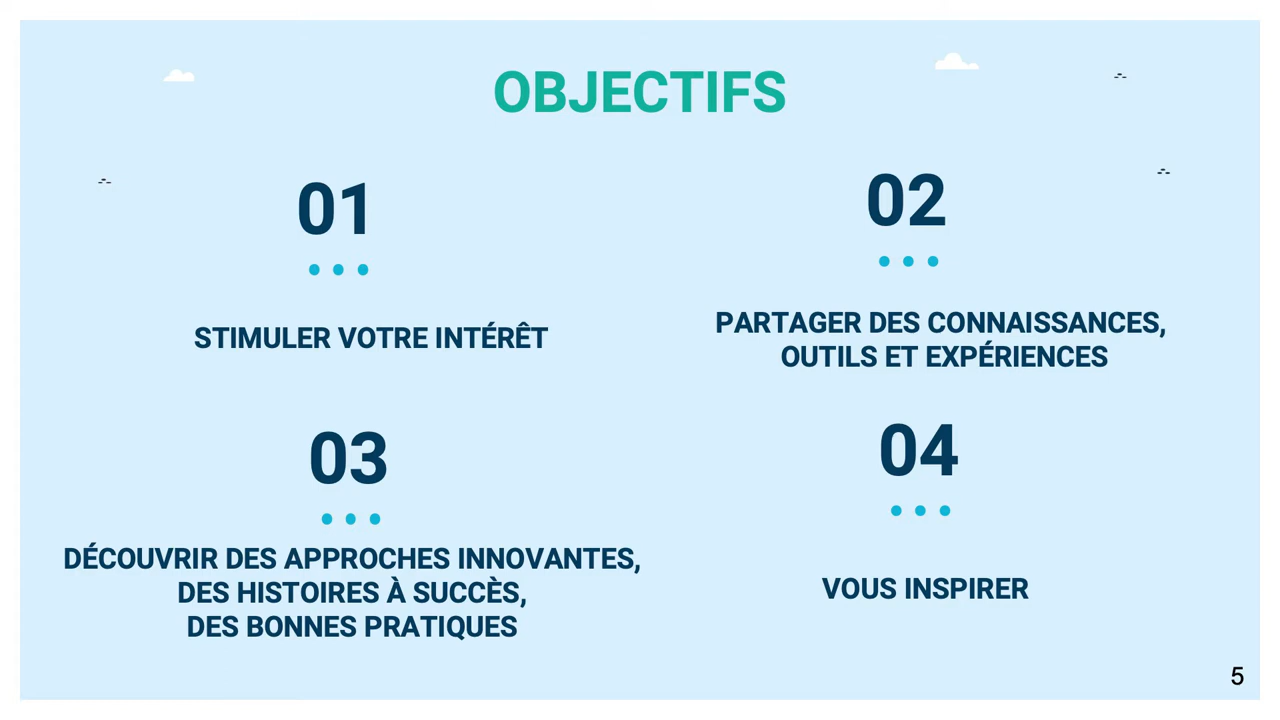 OBJECTIFS
01
STIMULER VOTRE INTÉRÊT
02
PARTAGER DES CONNAISSANCES,
OUTILS ET EXPÉRIENCES
03
DÉCOUVRIR DES APPROCHES INNOVANTES,
DES HISTOIRES À SUCCÈS,
DES BONNES PRATIQUES
04
VOUS INSPIRER
5